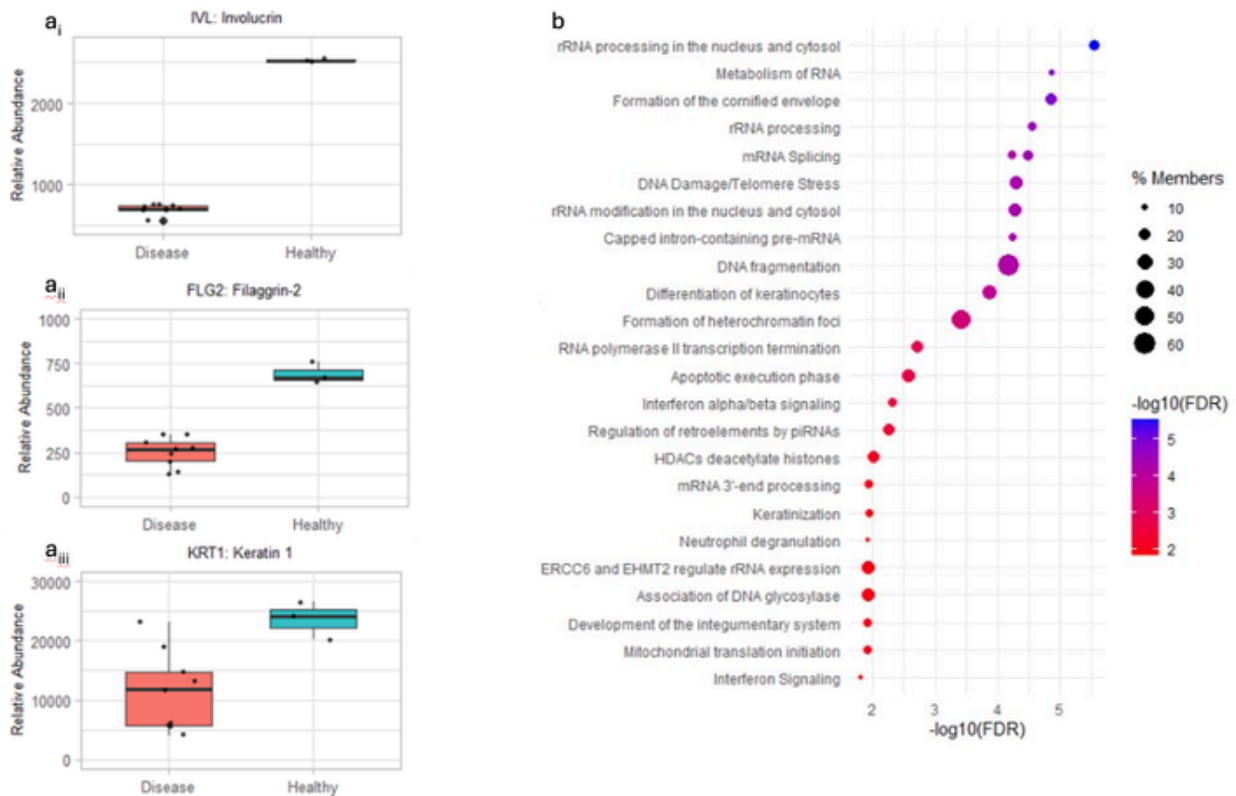 ai
IVL: Involucrin
Relative Abundance
2000
1000
Disease
Healthy
aii
FLG2: Filaggrin-2
Relative Abundance
1000
750
500
250
0
Disease
Healthy
aiii
KRT1: Keratin 1
Relative Abundance
30000
20000
10000
0
Disease
Healthy
b
rRNA processing in the nucleus and cytosol
Metabolism of RNA
Formation of the cornified envelope
rRNA processing
mRNA Splicing
DNA Damage/Telomere Stress
rRNA modification in the nucleus and cytosol
Capped intron-containing pre-mRNA
DNA fragmentation
Differentiation of keratinocytes
Formation of heterochromatin foci
RNA polymerase II transcription termination
Apoptotic execution phase
Interferon alpha/beta signaling
Regulation of retroelements by piRNAs
HDACs deacetylate histones
mRNA 3'-end processing
Keratinization
Neutrophil degranulation
ERCC6 and EHMT2 regulate rRNA expression
Association of DNA glycosylase
Development of the integumentary system
Mitochondrial translation initiation
Interferon Signaling
2 3 4 5
-log10(FDR)
% Members
10
20
30
40
50
60
-log10(FDR)
5
4
3
2